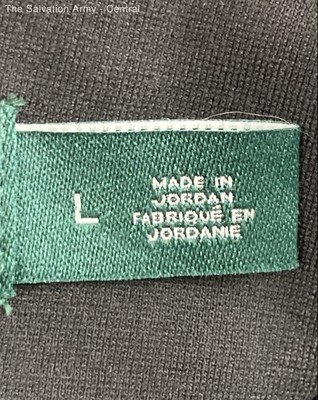 The Salvation Army - Central
L
MADE IN
JORDAN
FABRIQUÉ EN
JORDANIE